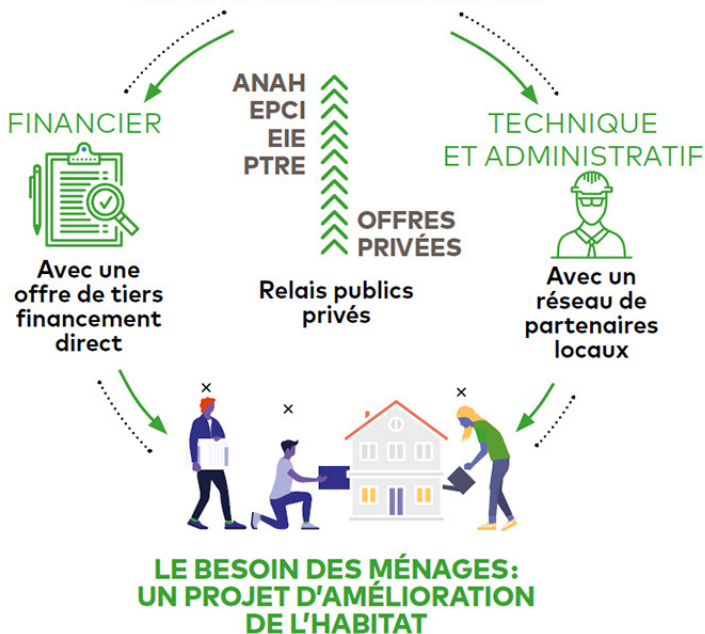 FINANCIER
Avec une
offre de tiers
financement
direct
ANAH
EPCI
EIE
PTRE
OFFRES
PRIVÉES
Relais publics
privés
TECHNIQUE
ET ADMINISTRATIF
Avec un
réseau de
partenaires
locaux
LE BESOIN DES MÉNAGES:
UN PROJET D'AMÉLIORATION
DE L'HABITAT